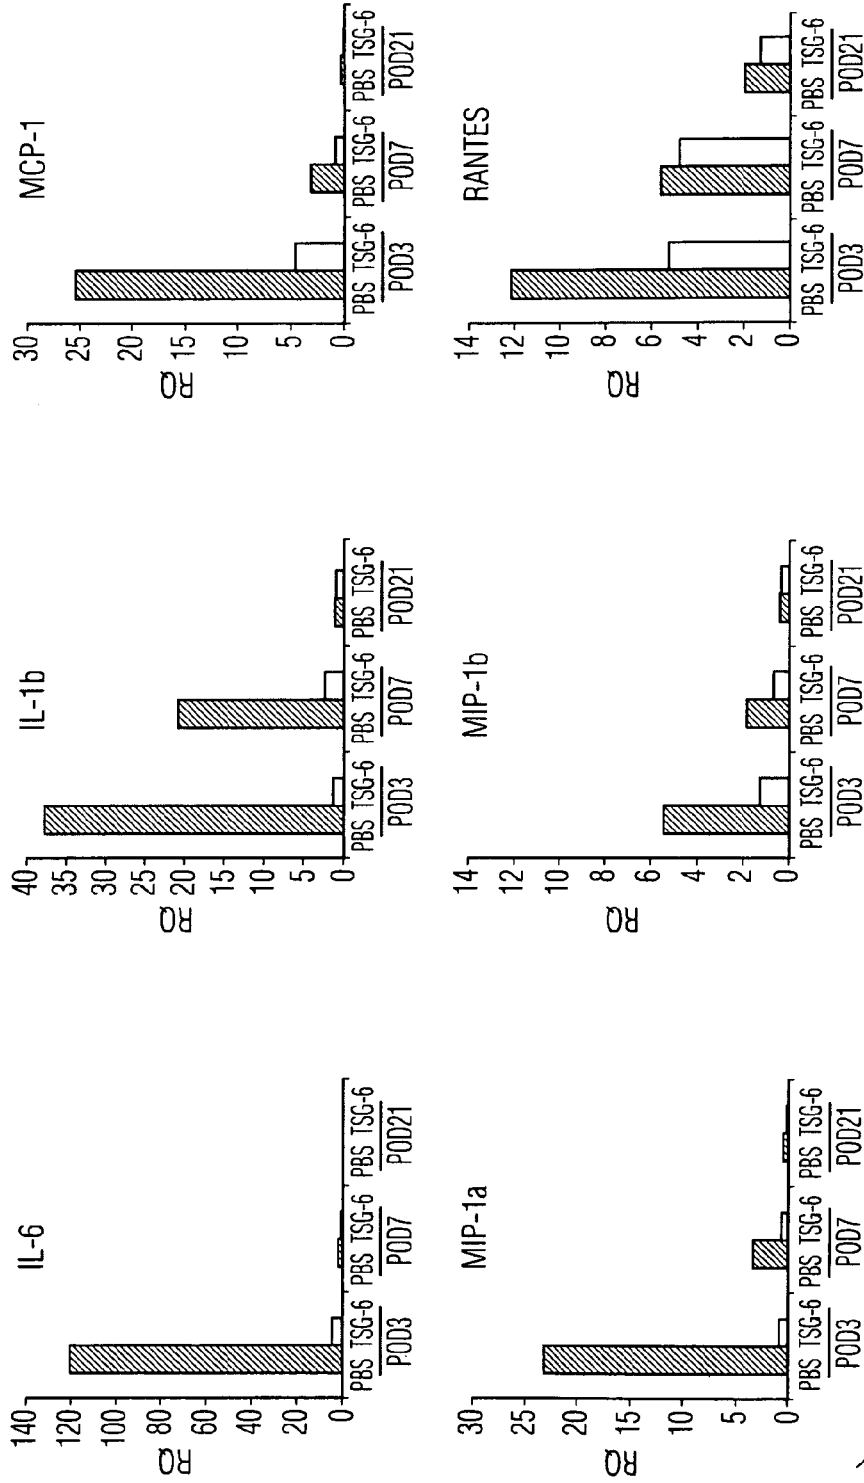 IL-6
RQ
140
120
100
80
60
40
20
0
PBS TSG-6 PBS TSG-6 PBS TSG-6
POD3 POD7 POD21
IL-1b
RQ
40
35
30
25
20
15
10
5
0
PBS TSG-6 PBS TSG-6 PBS TSG-6
POD3 POD7 POD21
MCP-1
RQ
30
25
20
15
10
5
0
PBS TSG-6 PBS TSG-6 PBS TSG-6
POD3 POD7 POD21
MIP-1a
RQ
30
25
20
15
10
5
0
PBS TSG-6 PBS TSG-6 PBS TSG-6
POD3 POD7 POD21
MIP-1b
RQ
14
12
10
8
6
4
2
0
PBS TSG-6 PBS TSG-6 PBS TSG-6
POD3 POD7 POD21
RANTES
RQ
14
12
10
8
6
4
2
0
PBS TSG-6 PBS TSG-6 PBS TSG-6
POD3 POD7 POD21